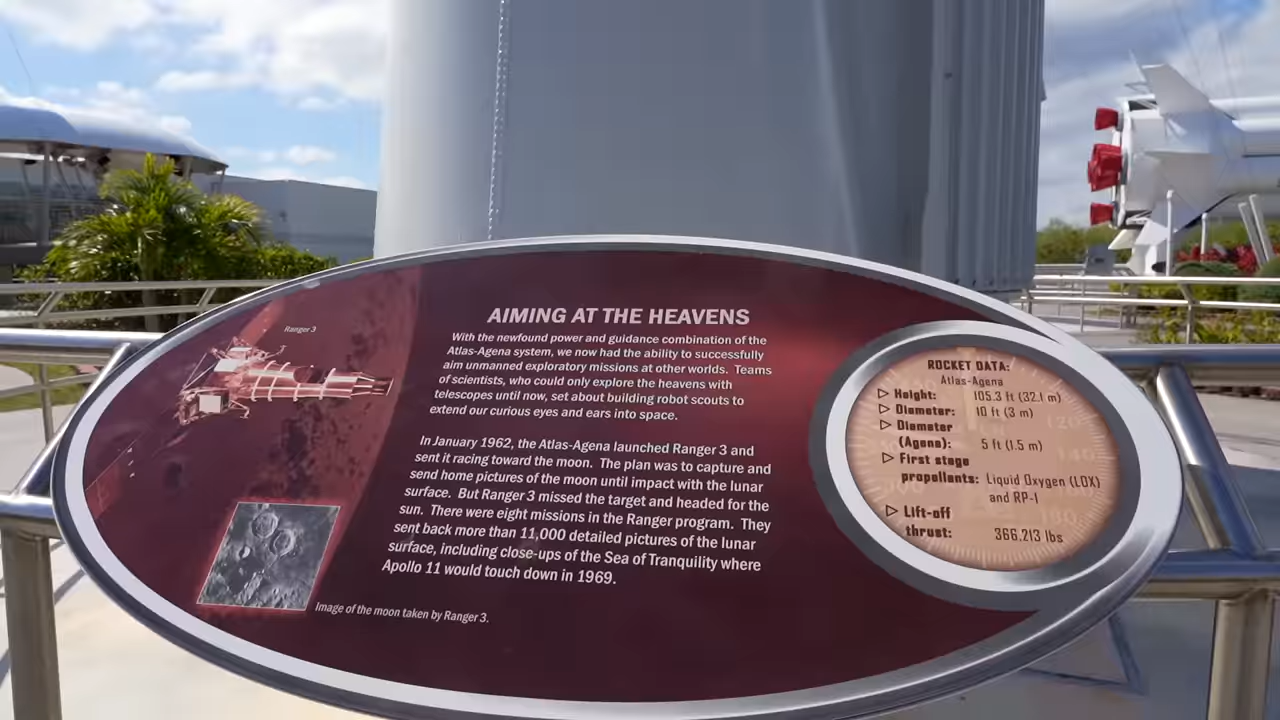 Ranger 3
AIMING AT THE HEAVENS
With the newfound power and guidance combination of the
Atlas-Agena system, we now had the ability to successfully
aim unmanned exploratory missions at other worlds. Teams
of scientists, who could only explore the heavens with
telescopes until now, set about building robot scouts to
extend our curious eyes and ears into space.
In January 1962, the Atlas-Agena launched Ranger 3 and
sent it racing toward the moon. The plan was to capture and
send home pictures of the moon until impact with the lunar
surface. But Ranger 3 missed the target and headed for the
sun. There were eight missions in the Ranger program. They
sent back more than 11,000 detailed pictures of the lunar
surface, including close-ups of the Sea of Tranquility where
Apollo 11 would touch down in 1969.
Image of the moon taken by Ranger 3.
ROCKET DATA:
Atlas-Agena
Height: 105.3 ft (32.1 m)
Diameter: 10 ft (3 m)
Diameter
(Agena): 5 ft (1.5 m)
First stage
propellants: Liquid Oxygen (LOX)
and RP-1
Lift-off
thrust: 366,213 lbs